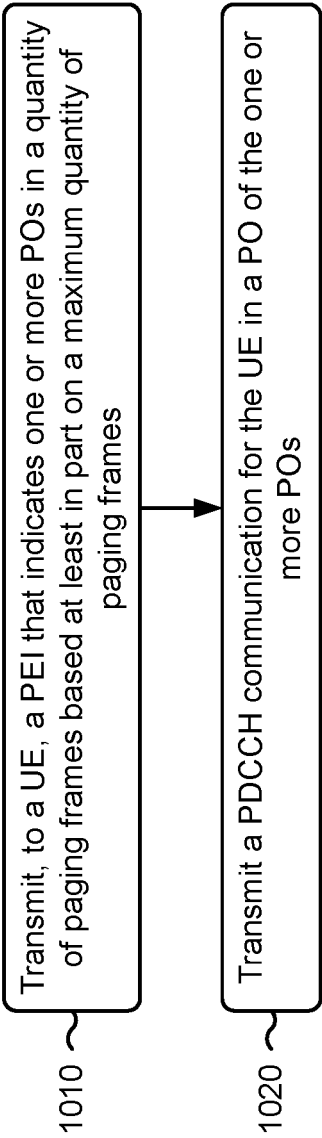 1010
Transmit, to a UE, a PEI that indicates one or more POs in a quantity
of paging frames based at least in part on a maximum quantity of
paging frames
1020
Transmit a PDCCH communication for the UE in a PO of the one or
more POs